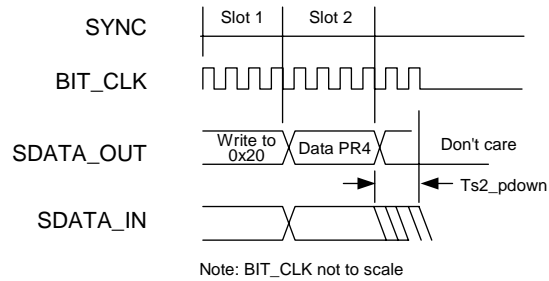 Slot 1 Slot 2
SYNC
BIT_CLK
Write to
0x20
Data PR4
Don't care
SDATA_OUT
Ts2_pdown
SDATA_IN
Note: BIT_CLK not to scale